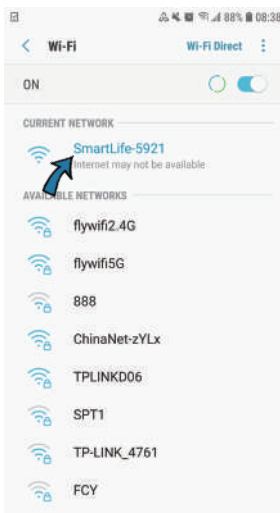 88% 08:38
Wi-Fi Wi-Fi Direct
ON
CURRENT NETWORK
SmartLife-5921
Internet may not be available
AVAILABLE NETWORKS
flywifi2.4G
flywifi5G
888
ChinaNet-zYLx
TPLINKD06
SPT1
TP-LINK_4761
FCY